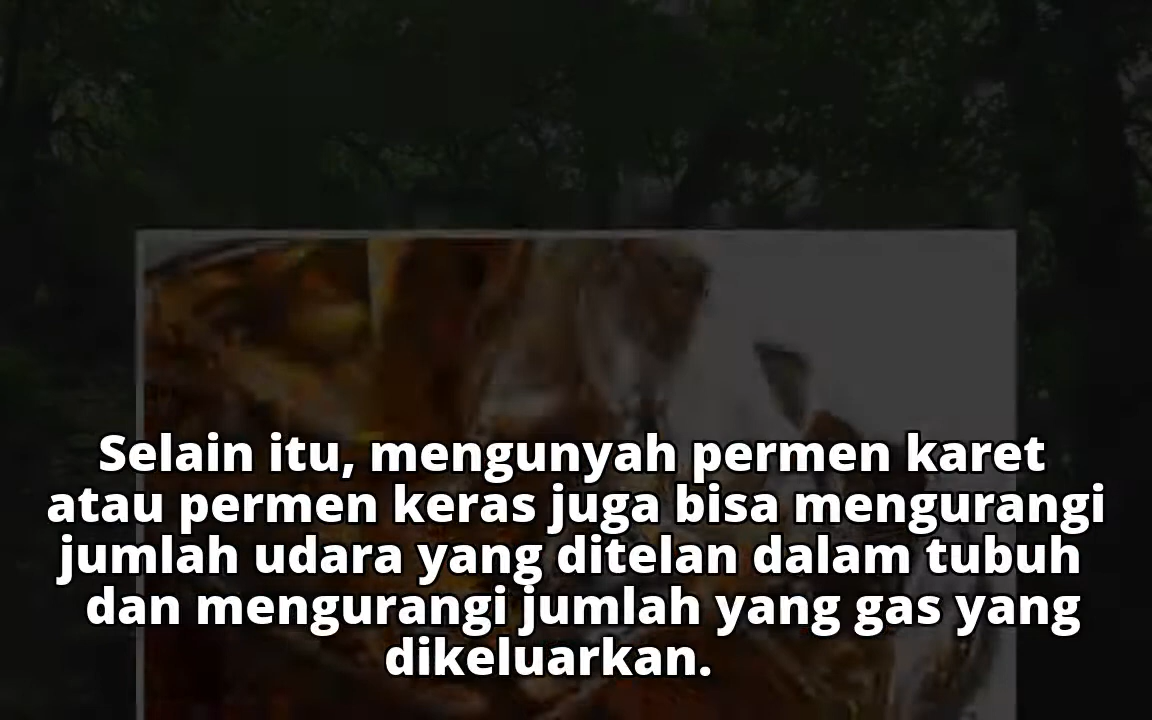 Selain itu, mengunyah permen karet
atau permen keras juga bisa mengurangi
jumlah udara yang ditelan dalam tubuh
dan mengurangi jumlah yang gas yang
dikeluarkan.